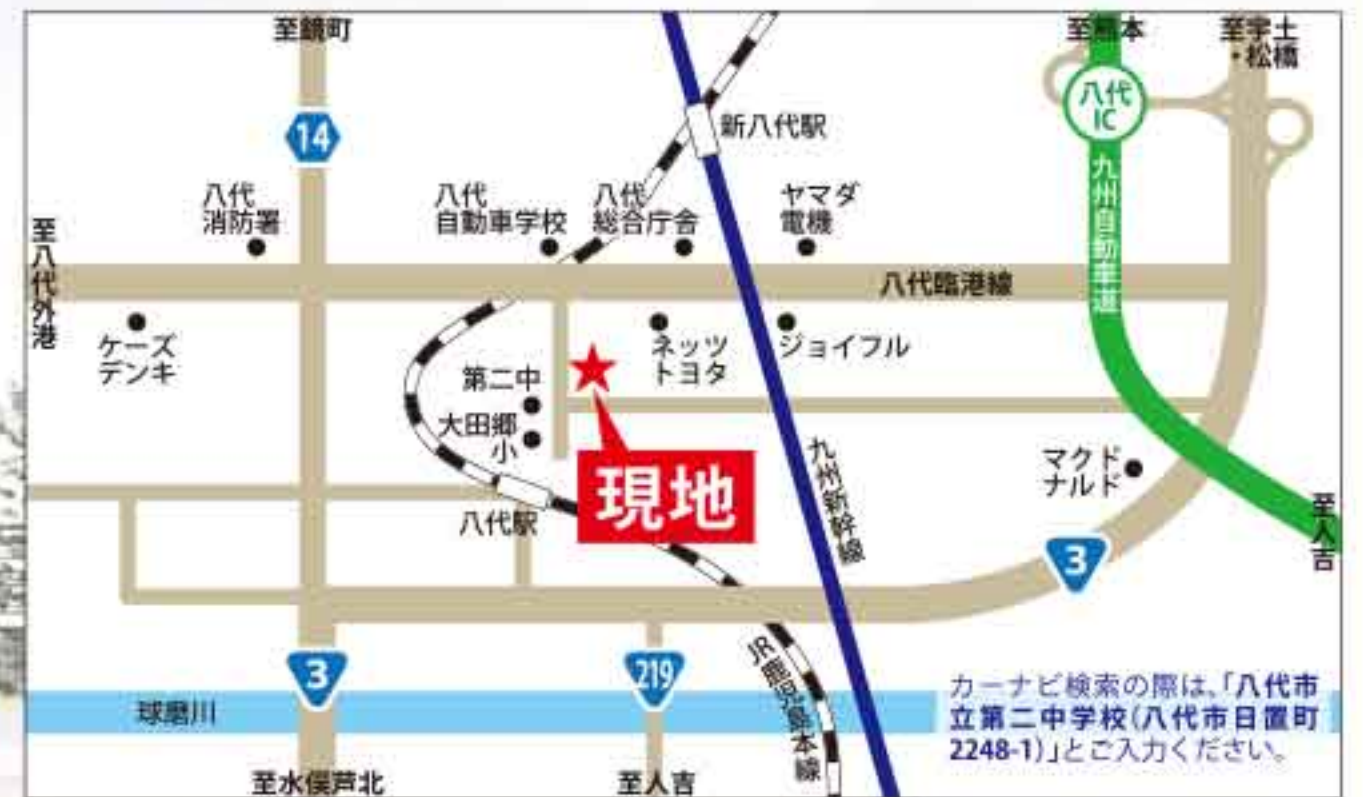 至鏡町
至熊本
至宇土
・松橋
14
八代
IC
新八代駅
九州自動車道
八代
消防署
八代
自動車学校
八代
総合庁舎
ヤマダ
電機
至八代外港
八代臨港線
ケーズ
デンキ
ネッツ
トヨタ
ジョイフル
第二中
大田郷
小
現地
八代駅
九州新幹線
マクド
ナルド
至人吉
3
3
219
JR鹿児島本線
球磨川
カーナビ検索の際は、「八代市
立第二中学校(八代市日置町
2248-1)」とご入力ください。
至水俣芦北
至人吉